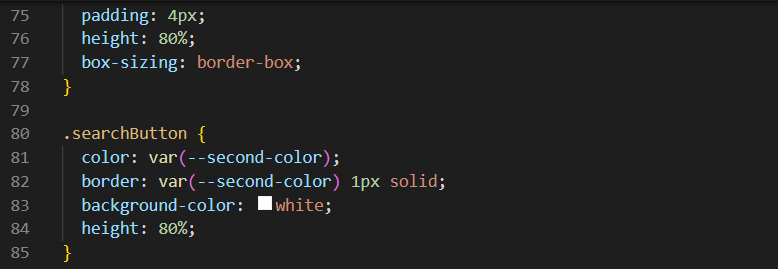 75 padding: 4px;
76 height: 80%;
77 box-sizing: border-box;
78 }
79
80 .searchButton {
81 color: var(--second-color);
82 border: var(--second-color) 1px solid;
83 background-color: white;
84 height: 80%;
85 }